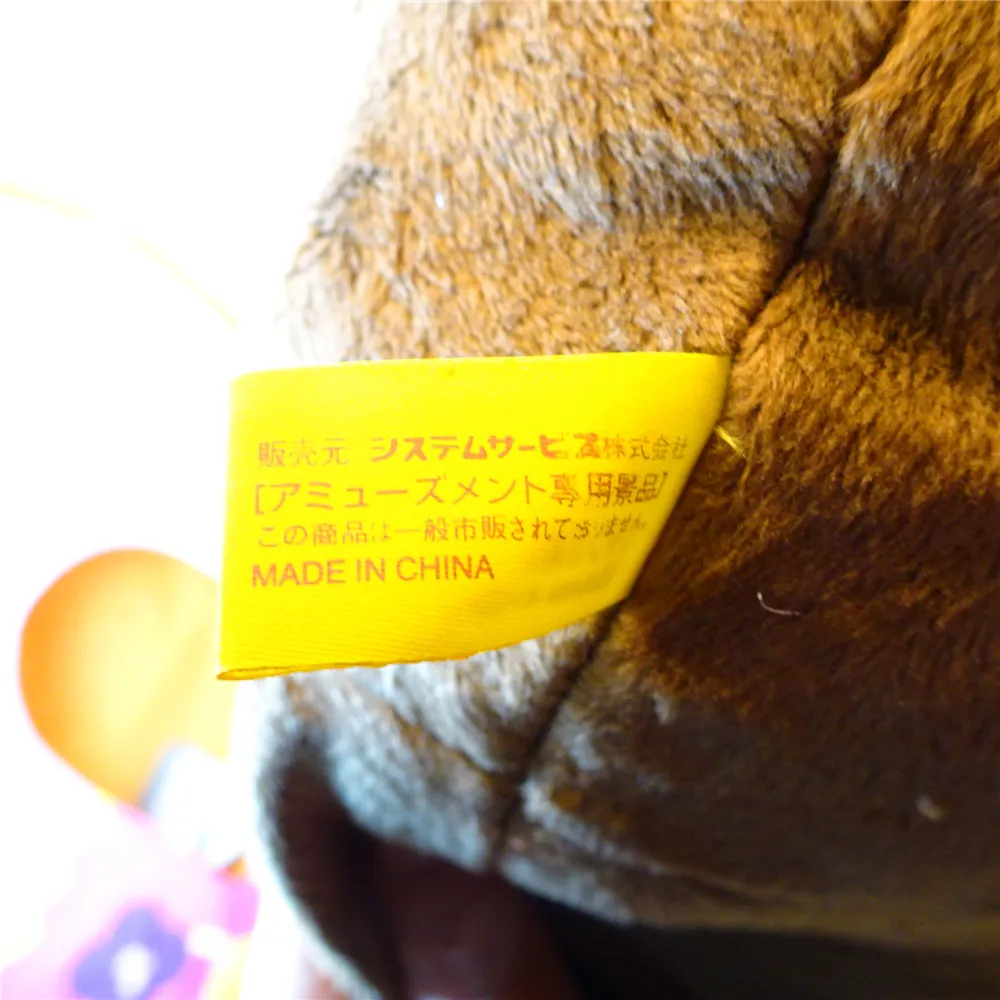 販売元 システムサービス株式会社
[アミューズメント専用景品]
この商品は一般市販されておりません。
MADE IN CHINA